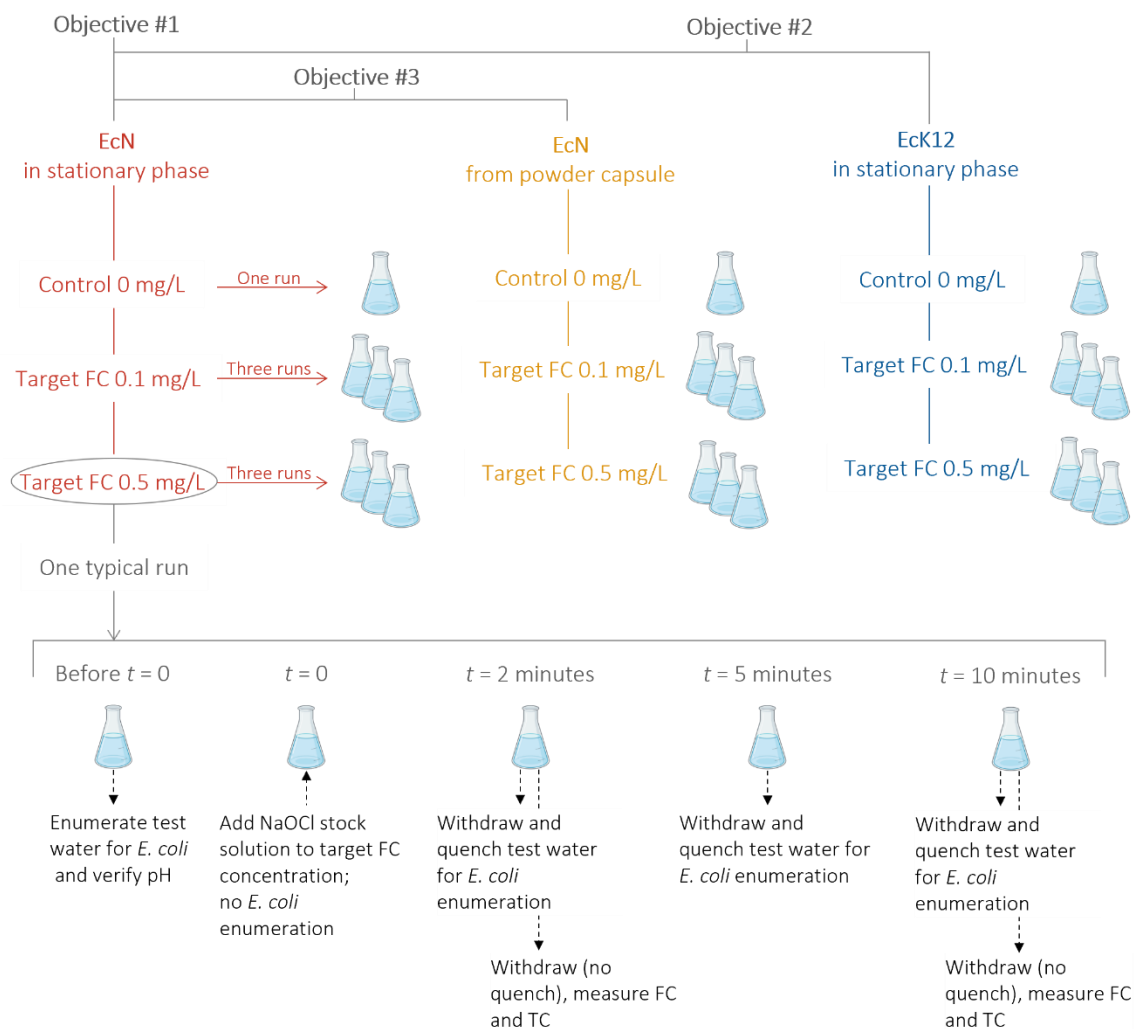 Objective #1
Objective #2
Objective #3
EcN
in stationary phase
EcN
from powder capsule
EcK12
in stationary phase
Control 0 mg/L
One run
Control 0 mg/L
Control 0 mg/L
Target FC 0.1 mg/L
Three runs
Target FC 0.1 mg/L
Target FC 0.1 mg/L
Target FC 0.5 mg/L
Three runs
Target FC 0.5 mg/L
Target FC 0.5 mg/L
One typical run
Before t = 0
t = 0
t = 2 minutes
t = 5 minutes
t = 10 minutes
Enumerate test
water for E. coli
and verify pH
Add NaOCl stock
solution to target FC
concentration;
no E. coli
enumeration
Withdraw and
quench test water
for E. coli
enumeration
Withdraw (no
quench), measure FC
and TC
Withdraw and
quench test water for
E. coli enumeration
Withdraw and
quench test water
for E. coli
enumeration
Withdraw (no
quench), measure FC
and TC